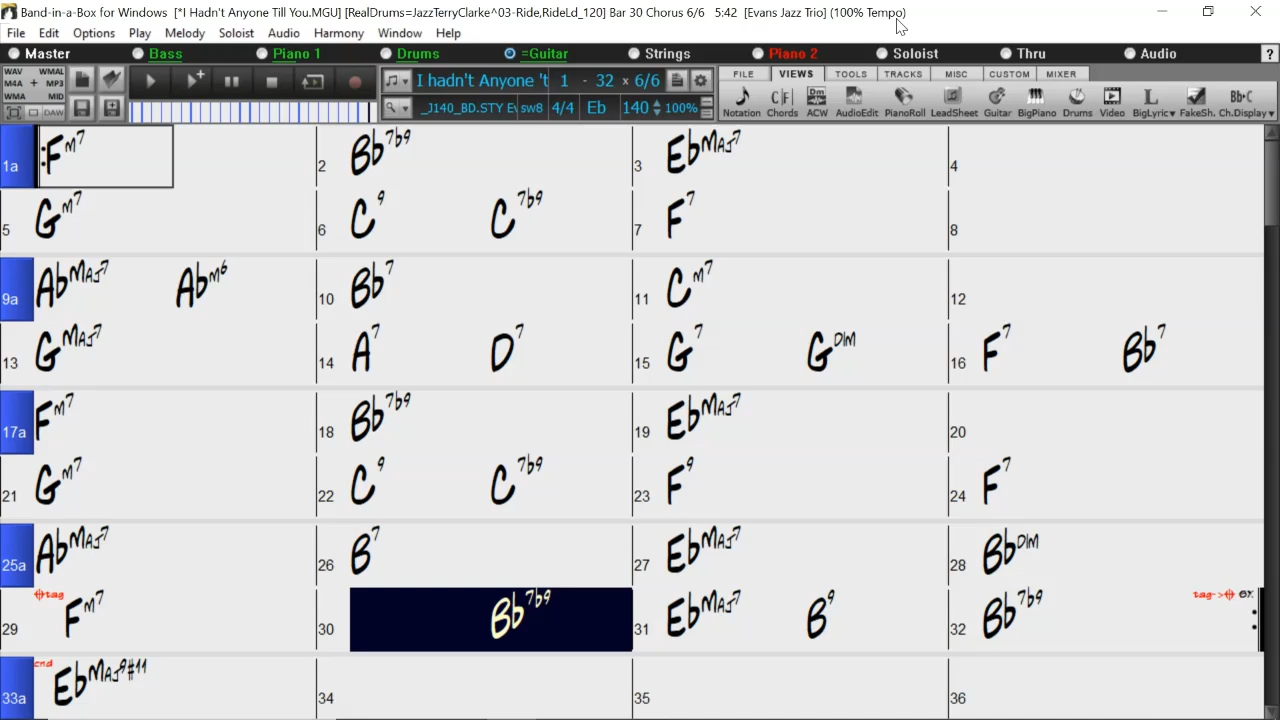 Band-in-a-Box for Windows [*I Hadn't Anyone Till You.MGU] [RealDrums=JazzTerryClarke^03-Ride,RideLd_120] Bar 30 Chorus 6/6 5:42 [Evans Jazz Trio] (100% Tempo)
File Edit Options Play Melody Soloist Audio Harmony Window Help
Master Bass Piano 1 Drums =Guitar Strings Piano 2 Soloist Thru Audio ?
WAV WMAL I hadn't Anyone 't 1 - 32 x 6/6 FILE VIEWS TOOLS TRACKS MISC CUSTOM MIXER
M4A + MP3
WMA MID
DAW _J140_BD.STY Ev sw8 4/4 Eb 140 100% Notation Chords ACW AudioEdit PianoRoll LeadSheet Guitar BigPiano Drums Video BigLyric FakeSh. Ch.Display
1a Fm7 2 Bb7b9 3 EbMAJ7 4
5 Gm7 6 C9 C7b9 7 F7 8
9a AbMAJ7 Abm6 10 Bb7 11 Cm7 12
13 GMAJ7 14 A7 D7 15 G7 GDIM 16 F7 Bb7
17a Fm7 18 Bb7b9 19 EbMAJ7 20
21 Gm7 22 C9 C7b9 23 F9 24 F7
25a AbMAJ7 26 B7 27 EbMAJ7 28 BbDIM
tag tag->
29 Fm7 30 Bb7b9 31 EbMAJ7 B9 32 Bb7b9
end
33a EbMAJ9#11 34 35 36